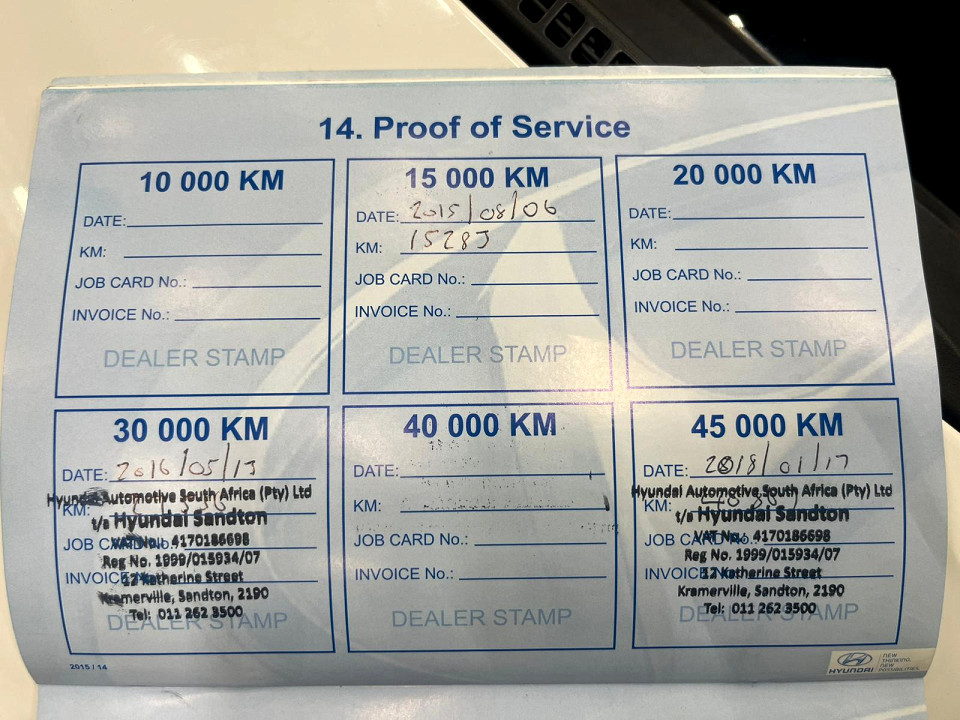 14. Proof of Service
10 000 KM
DATE:
KM:
JOB CARD No.:
INVOICE No.:
DEALER STAMP
15 000 KM
DATE: 2015/08/06
KM: 15285
JOB CARD No.:
INVOICE No.:
DEALER STAMP
20 000 KM
DATE:
KM:
JOB CARD No.:
INVOICE No.:
DEALER STAMP
30 000 KM
DATE: 2016/05/13
Hyundai Automotive South Africa (Pty) Ltd
KM:
t/a Hyundai Sandton
VAT No. 4170186698
JOB CARD No.:
Reg No. 1999/015934/07
INVOICE
12 Katherine Street
Kramerville, Sandton, 2190
Tel: 011 262 3500
DEALER STAMP
40 000 KM
DATE:
KM:
JOB CARD No.:
INVOICE No.:
DEALER STAMP
45 000 KM
DATE: 2018/01/17
Hyundai Automotive South Africa (Pty) Ltd
KM:
t/a Hyundai Sandton
VAT No. 4170186698
JOB CARD No.:
Reg No. 1999/015934/07
INVOICE
12 Katherine Street
Kramerville, Sandton, 2190
Tel: 011 262 3500
DEALER STAMP
2015 / 14
HYUNDAI
NEW
THINKING.
NEW
POSSIBILITIES.